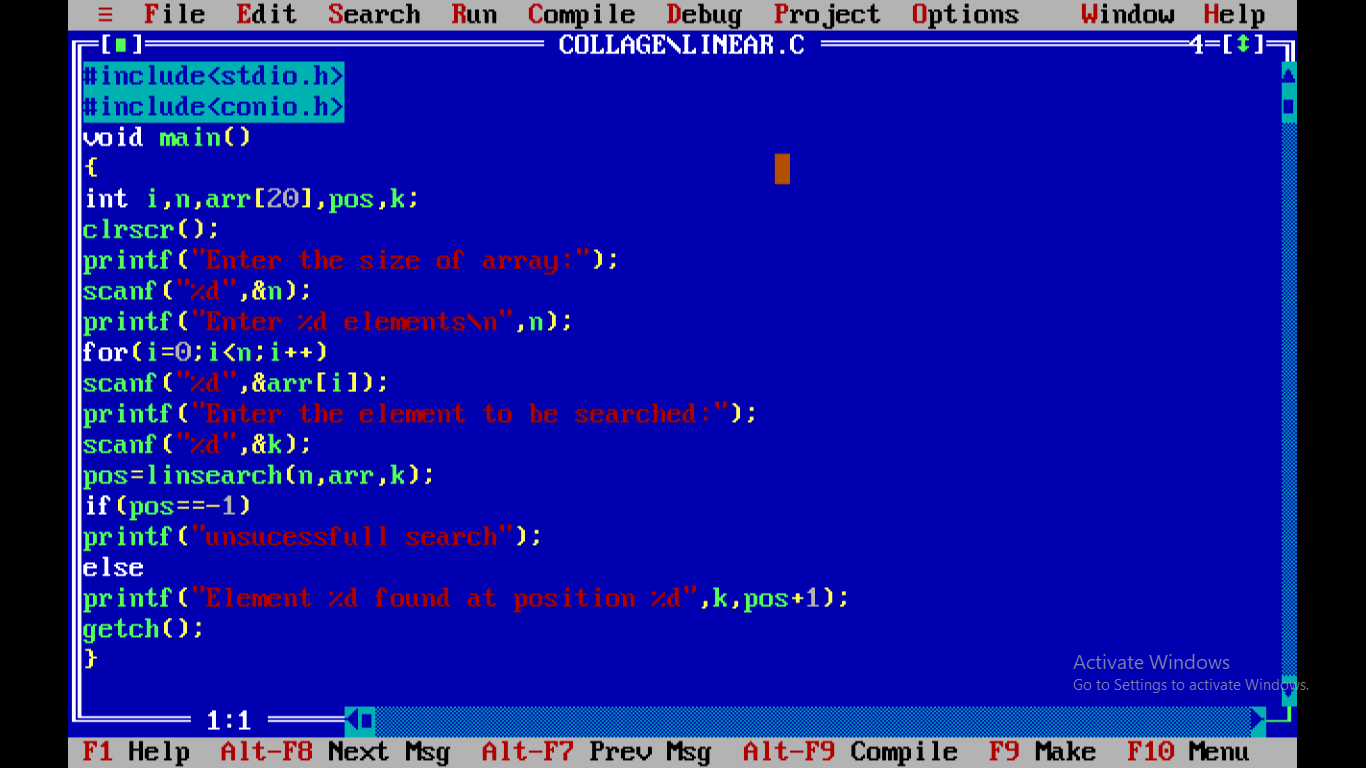 ≡ File Edit Search Run Compile Debug Project Options Window Help
[■] COLLAGE\LINEAR.C 4=[↕]
#include<stdio.h>
#include<conio.h>
void main()
{
int i,n,arr[20],pos,k;
clrscr();
printf("Enter the size of array:");
scanf("%d",&n);
printf("Enter %d elements\n",n);
for(i=0;i<n;i++)
scanf("%d",&arr[i]);
printf("Enter the element to be searched:");
scanf("%d",&k);
pos=linsearch(n,arr,k);
if(pos==-1)
printf("unsucessfull search");
else
printf("Element %d found at position %d",k,pos+1);
getch();
}
Activate Windows
Go to Settings to activate Windows.
1:1
F1 Help Alt-F8 Next Msg Alt-F7 Prev Msg Alt-F9 Compile F9 Make F10 Menu